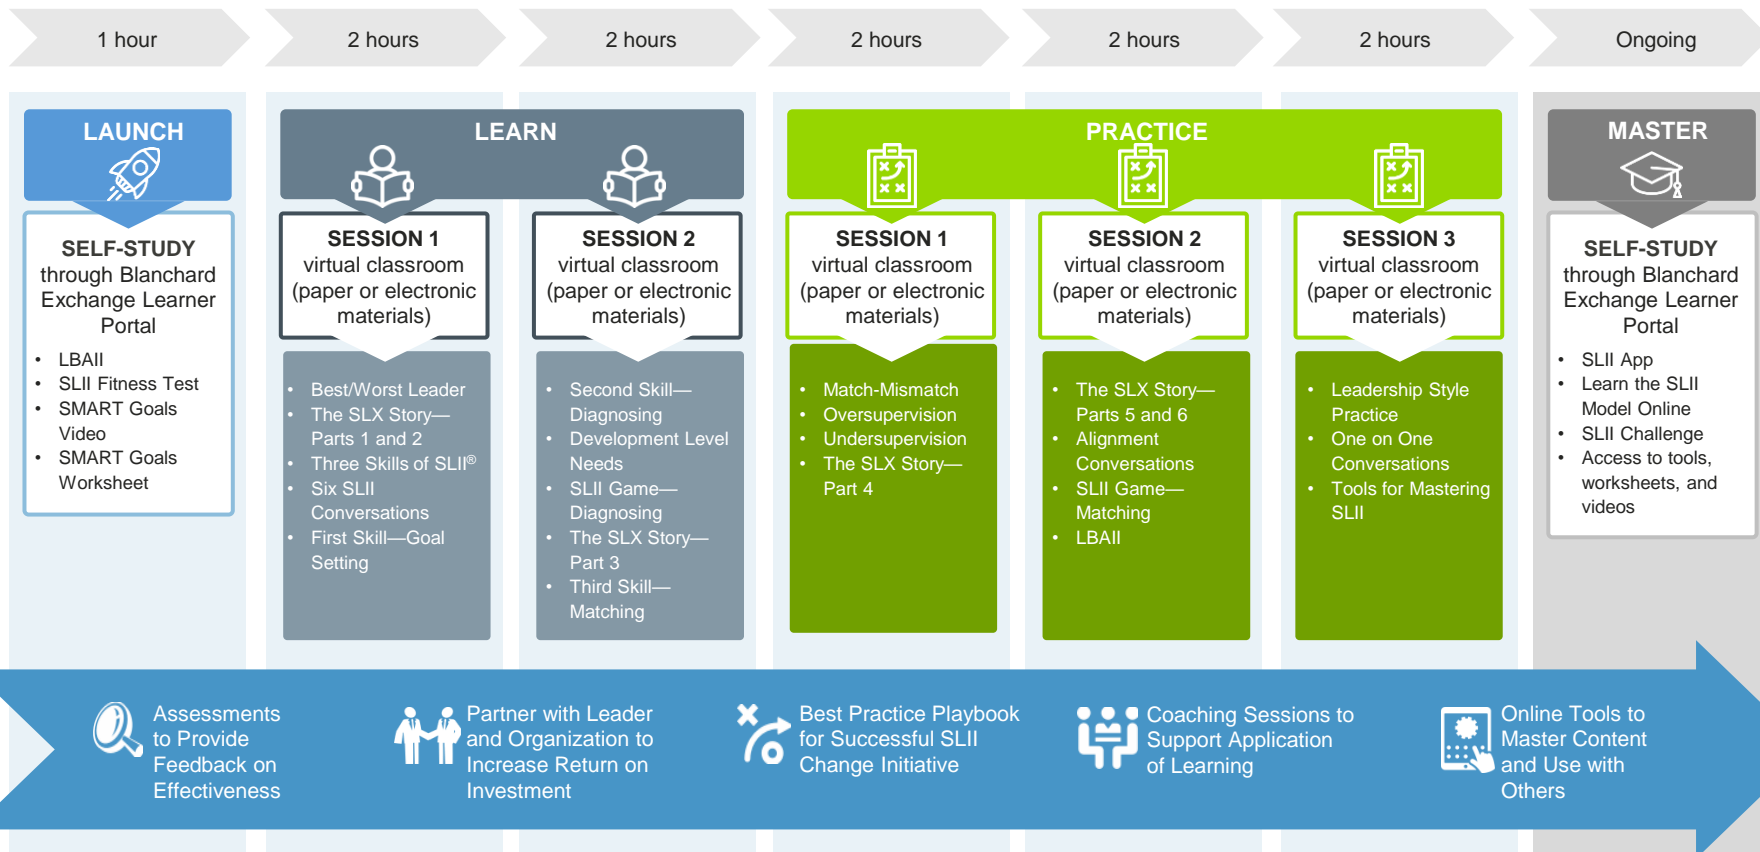 1 hour
2 hours
2 hours
2 hours
2 hours
2 hours
Ongoing
LAUNCH
LEARN
PRACTICE
MASTER
SELF-STUDY
through Blanchard
Exchange Learner
Portal
• LBAII
• SLII Fitness Test
• SMART Goals
Video
• SMART Goals
Worksheet
SESSION 1
virtual classroom
(paper or electronic
materials)
• Best/Worst Leader
• The SLX Story—
Parts 1 and 2
• Three Skills of SLII®
• Six SLII
Conversations
• First Skill—Goal
Setting
SESSION 2
virtual classroom
(paper or electronic
materials)
• Second Skill—
Diagnosing
• Development Level
Needs
• SLII Game—
Diagnosing
• The SLX Story—
Part 3
• Third Skill—
Matching
SESSION 1
virtual classroom
(paper or electronic
materials)
• Match-Mismatch
• Oversupervision
• Undersupervision
• The SLX Story—
Part 4
SESSION 2
virtual classroom
(paper or electronic
materials)
• The SLX Story—
Parts 5 and 6
• Alignment
Conversations
• SLII Game—
Matching
• LBAII
SESSION 3
virtual classroom
(paper or electronic
materials)
• Leadership Style
Practice
• One on One
Conversations
• Tools for Mastering
SLII
SELF-STUDY
through Blanchard
Exchange Learner
Portal
• SLII App
• Learn the SLII
Model Online
• SLII Challenge
• Access to tools,
worksheets, and
videos
Assessments
to Provide
Feedback on
Effectiveness
Partner with Leader
and Organization to
Increase Return on
Investment
Best Practice Playbook
for Successful SLII
Change Initiative
Coaching Sessions to
Support Application
of Learning
Online Tools to
Master Content
and Use with
Others